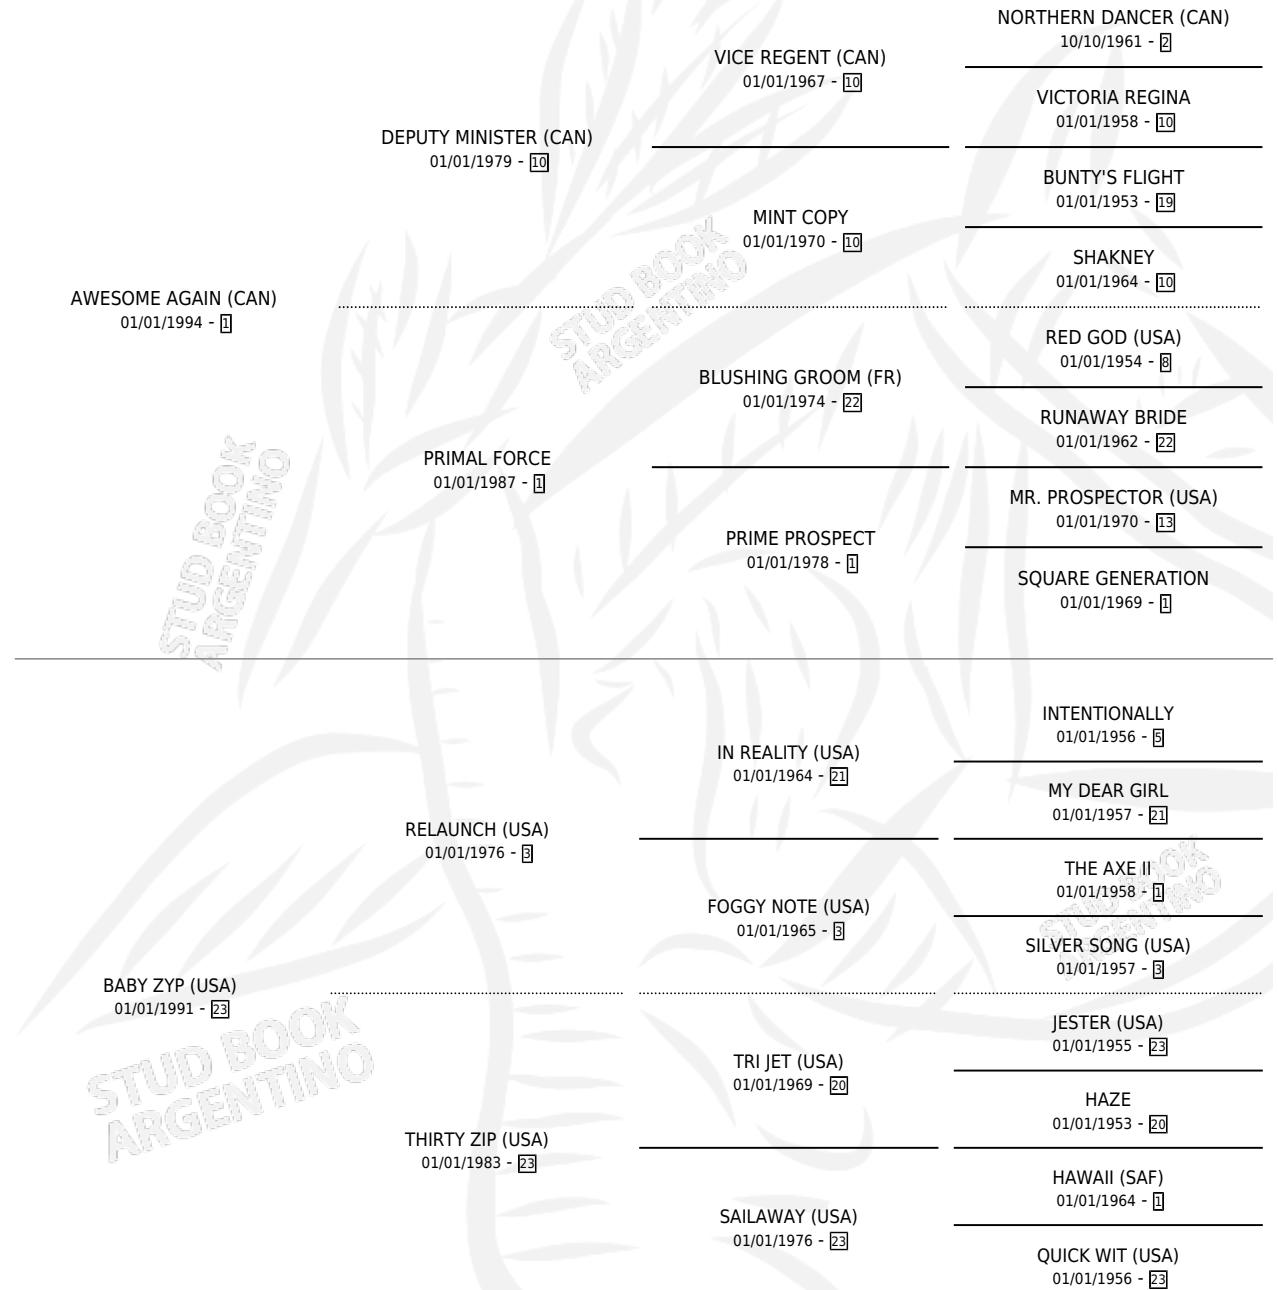 NORTHERN DANCER (CAN)
10/10/1961 - 2
VICE REGENT (CAN)
01/01/1967 - 10
VICTORIA REGINA
01/01/1958 - 10
DEPUTY MINISTER (CAN)
01/01/1979 - 10
BUNTY'S FLIGHT
01/01/1953 - 19
MINT COPY
01/01/1970 - 10
SHAKNEY
01/01/1964 - 10
AWESOME AGAIN (CAN)
01/01/1994 - 1
STUD BOOK
ARGENTINO
RED GOD (USA)
01/01/1954 - 8
BLUSHING GROOM (FR)
01/01/1974 - 22
RUNAWAY BRIDE
01/01/1962 - 22
PRIMAL FORCE
01/01/1987 - 1
MR. PROSPECTOR (USA)
01/01/1970 - 13
PRIME PROSPECT
01/01/1978 - 1
SQUARE GENERATION
01/01/1969 - 1
STUD BOOK
ARGENTINO
INTENTIONALLY
01/01/1956 - 5
IN REALITY (USA)
01/01/1964 - 21
MY DEAR GIRL
01/01/1957 - 21
RELAUNCH (USA)
01/01/1976 - 3
THE AXE II
01/01/1958 - 1
FOGGY NOTE (USA)
01/01/1965 - 3
SILVER SONG (USA)
01/01/1957 - 3
STUD BOOK
ARGENTINO
BABY ZYP (USA)
01/01/1991 - 23
JESTER (USA)
01/01/1955 - 23
TRI JET (USA)
01/01/1969 - 20
HAZE
01/01/1953 - 20
STUD BOOK
ARGENTINO
THIRTY ZIP (USA)
01/01/1983 - 23
HAWAII (SAF)
01/01/1964 - 1
SAILAWAY (USA)
01/01/1976 - 23
QUICK WIT (USA)
01/01/1956 - 23